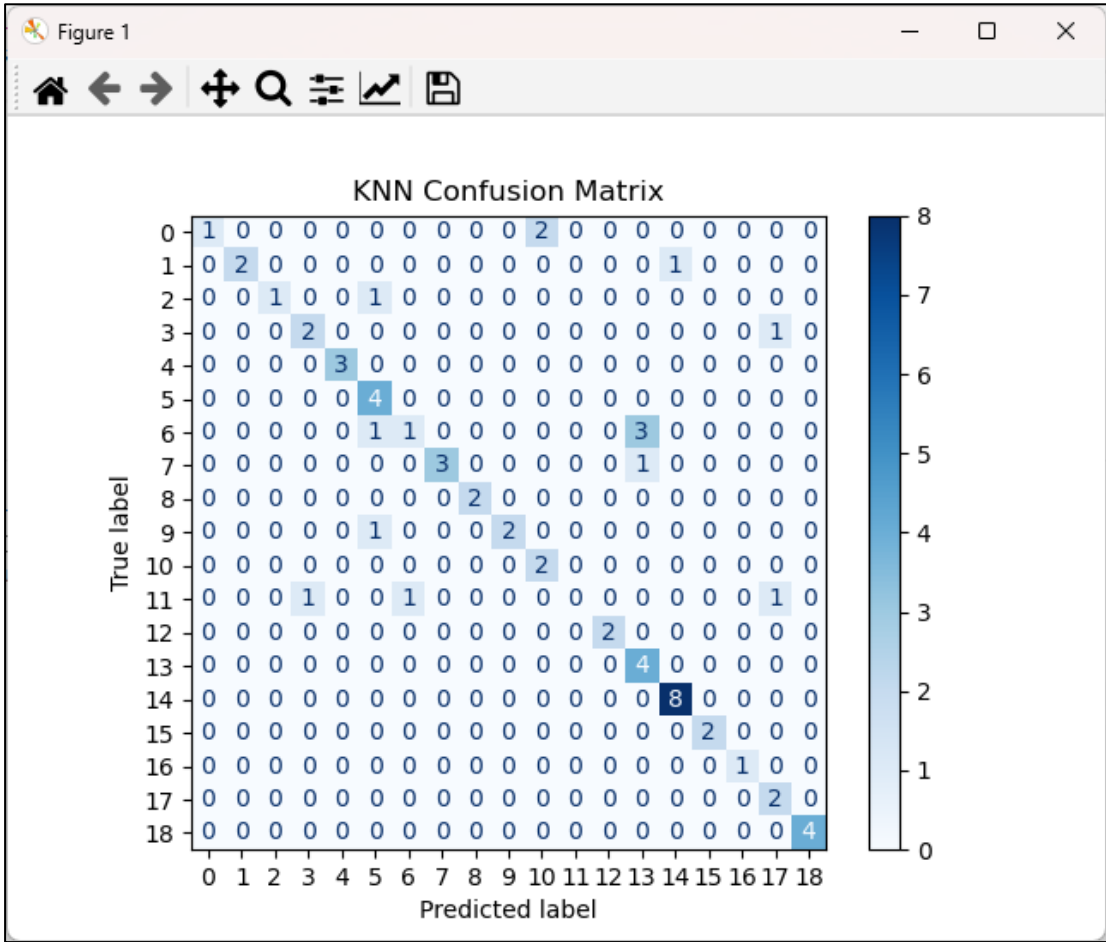 Figure 1
KNN Confusion Matrix
0 1 0 0 0 0 0 0 0 0 0 2 0 0 0 0 0 0 0 0
1 0 2 0 0 0 0 0 0 0 0 0 0 0 0 1 0 0 0 0
2 0 0 1 0 0 1 0 0 0 0 0 0 0 0 0 0 0 0 0
3 0 0 0 2 0 0 0 0 0 0 0 0 0 0 0 0 0 1 0
4 0 0 0 0 3 0 0 0 0 0 0 0 0 0 0 0 0 0 0
5 0 0 0 0 0 4 0 0 0 0 0 0 0 0 0 0 0 0 0
6 0 0 0 0 0 1 1 0 0 0 0 0 0 3 0 0 0 0 0
7 0 0 0 0 0 0 0 3 0 0 0 0 0 1 0 0 0 0 0
8 0 0 0 0 0 0 0 0 2 0 0 0 0 0 0 0 0 0 0
9 0 0 0 0 0 1 0 0 0 2 0 0 0 0 0 0 0 0 0
10 0 0 0 0 0 0 0 0 0 0 2 0 0 0 0 0 0 0 0
11 0 0 0 1 0 0 1 0 0 0 0 0 0 0 0 0 0 1 0
12 0 0 0 0 0 0 0 0 0 0 0 0 2 0 0 0 0 0 0
13 0 0 0 0 0 0 0 0 0 0 0 0 0 4 0 0 0 0 0
14 0 0 0 0 0 0 0 0 0 0 0 0 0 0 8 0 0 0 0
15 0 0 0 0 0 0 0 0 0 0 0 0 0 0 0 2 0 0 0
16 0 0 0 0 0 0 0 0 0 0 0 0 0 0 0 0 1 0 0
17 0 0 0 0 0 0 0 0 0 0 0 0 0 0 0 0 0 2 0
18 0 0 0 0 0 0 0 0 0 0 0 0 0 0 0 0 0 0 4
0 1 2 3 4 5 6 7 8 9 10 11 12 13 14 15 16 17 18
Predicted label
True label
8
7
6
5
4
3
2
1
0